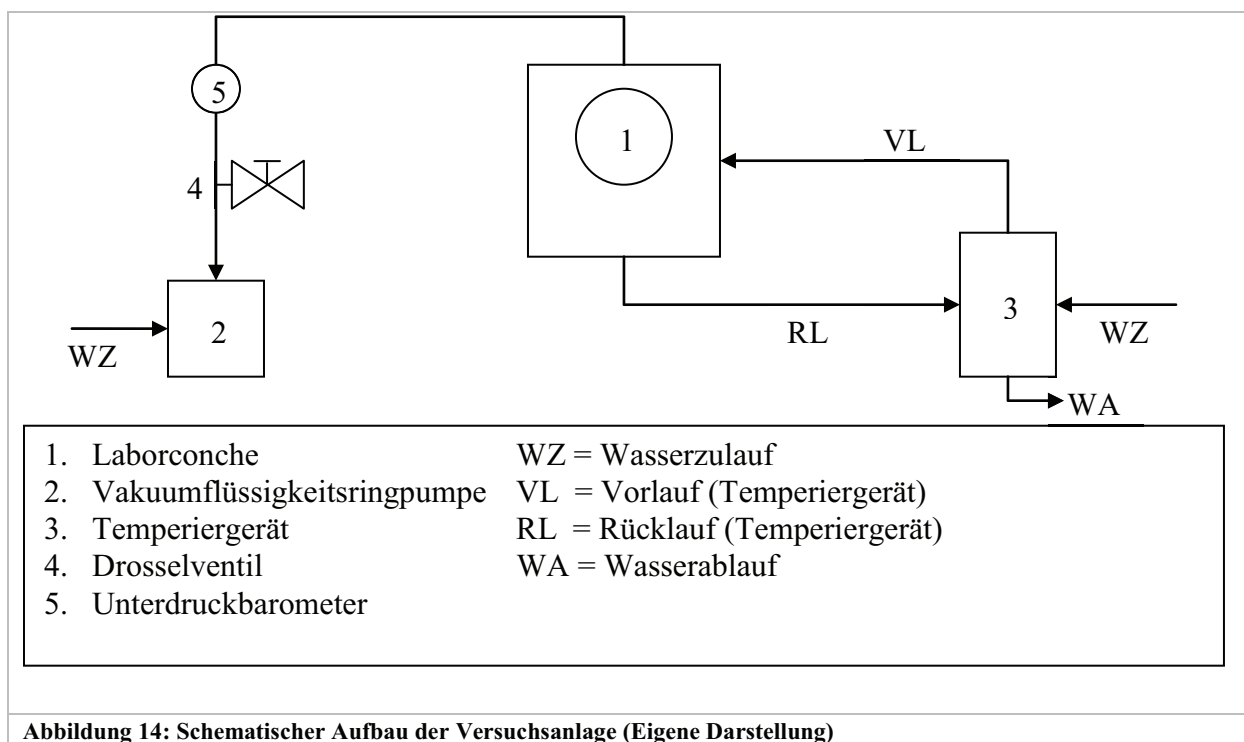 5
1
VL
4
3
2
RL
WZ
WZ
WA
1. Laborconche WZ = Wasserzulauf
2. Vakuumflüssigkeitsringpumpe VL = Vorlauf (Temperiergerät)
3. Temperiergerät RL = Rücklauf (Temperiergerät)
4. Drosselventil WA = Wasserablauf
5. Unterdruckbarometer
Abbildung 14: Schematischer Aufbau der Versuchsanlage (Eigene Darstellung)